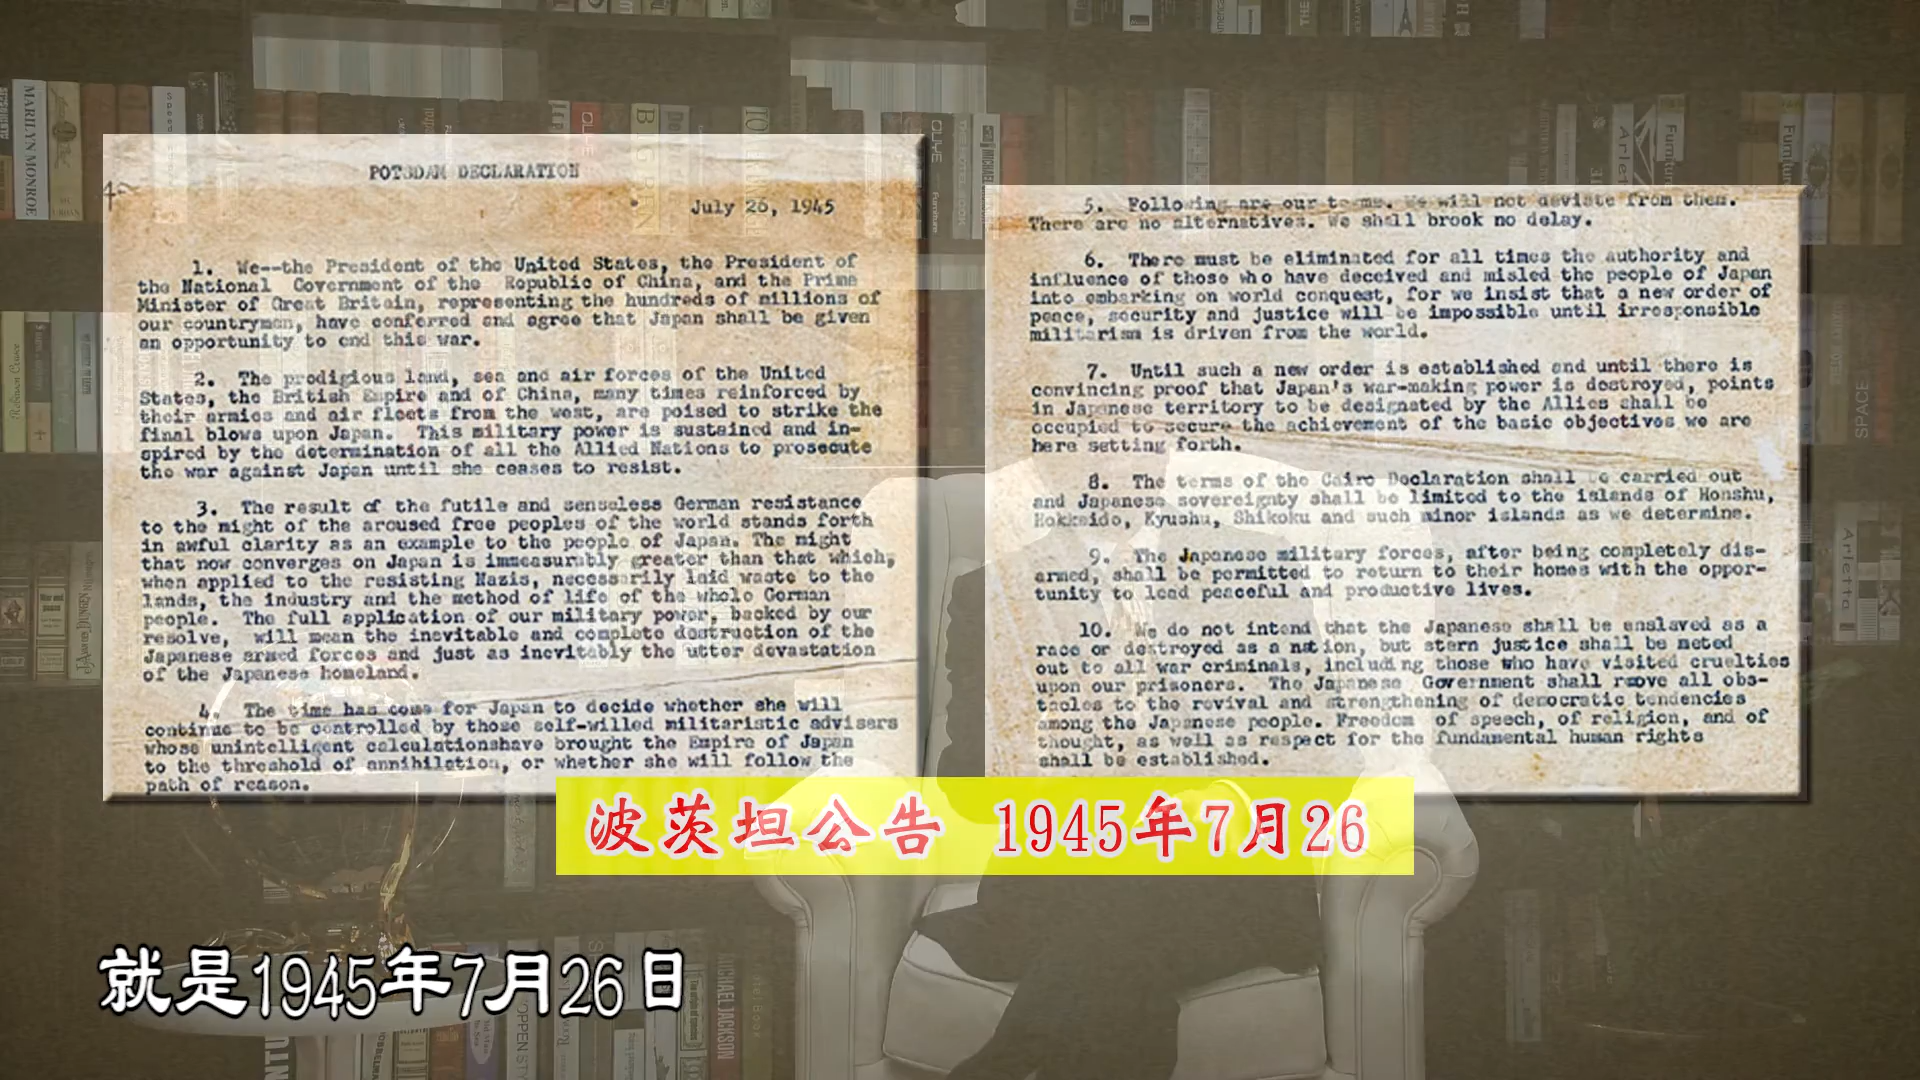 POTSDAM DECLARATION
July 26, 1945
1. We--the President of the United States, the President of
the National Government of the Republic of China, and the Prime
Minister of Great Britain, representing the hundreds of millions of
our countrymen, have conferred and agree that Japan shall be given
an opportunity to end this war.
2. The prodigious land, sea and air forces of the United
States, the British Empire and of China, many times reinforced by
their armies and air fleets from the west, are poised to strike the
final blows upon Japan. This military power is sustained and in-
spired by the determination of all the Allied Nations to prosecute
the war against Japan until she ceases to resist.
3. The result of the futile and senseless German resistance
to the might of the aroused free peoples of the world stands forth
in awful clarity as an example to the people of Japan. The might
that now converges on Japan is immeasurably greater than that which,
when applied to the resisting Nazis, necessarily laid waste to the
lands, the industry and the method of life of the whole German
people. The full application of our military power, backed by our
resolve, will mean the inevitable and complete destruction of the
Japanese armed forces and just as inevitably the utter devastation
of the Japanese homeland.
4. The time has come for Japan to decide whether she will
continue to be controlled by those self-willed militaristic advisers
whose unintelligent calculationshave brought the Empire of Japan
to the threshold of annihilation, or whether she will follow the
path of reason.
5. Following are our terms. We will not deviate from them.
There are no alternatives. We shall brook no delay.
6. There must be eliminated for all times the authority and
influence of those who have deceived and misled the people of Japan
into embarking on world conquest, for we insist that a new order of
peace, security and justice will be impossible until irresponsible
militarism is driven from the world.
7. Until such a new order is established and until there is
convincing proof that Japan's war-making power is destroyed, points
in Japanese territory to be designated by the Allies shall be
occupied to secure the achievement of the basic objectives we are
here setting forth.
8. The terms of the Cairo Declaration shall be carried out
and Japanese sovereignty shall be limited to the islands of Honshu,
Hokkaido, Kyushu, Shikoku and such minor islands as we determine.
9. The Japanese military forces, after being completely dis-
armed, shall be permitted to return to their homes with the oppor-
tunity to lead peaceful and productive lives.
10. We do not intend that the Japanese shall be enslaved as a
race or destroyed as a nation, but stern justice shall be meted
out to all war criminals, including those who have visited cruelties
upon our prisoners. The Japanese Government shall rmove all obs-
tacles to the revival and strengthening of democratic tendencies
among the Japanese people. Freedom of speech, of religion, and of
thought, as well as respect for the fundamental human rights
shall be established.
波茨坦公告 1945年7月26
就是1945年7月26日
MARILYN MONROE
BIG BEN
SPACE
Arletta
MICHAEL JACKSON